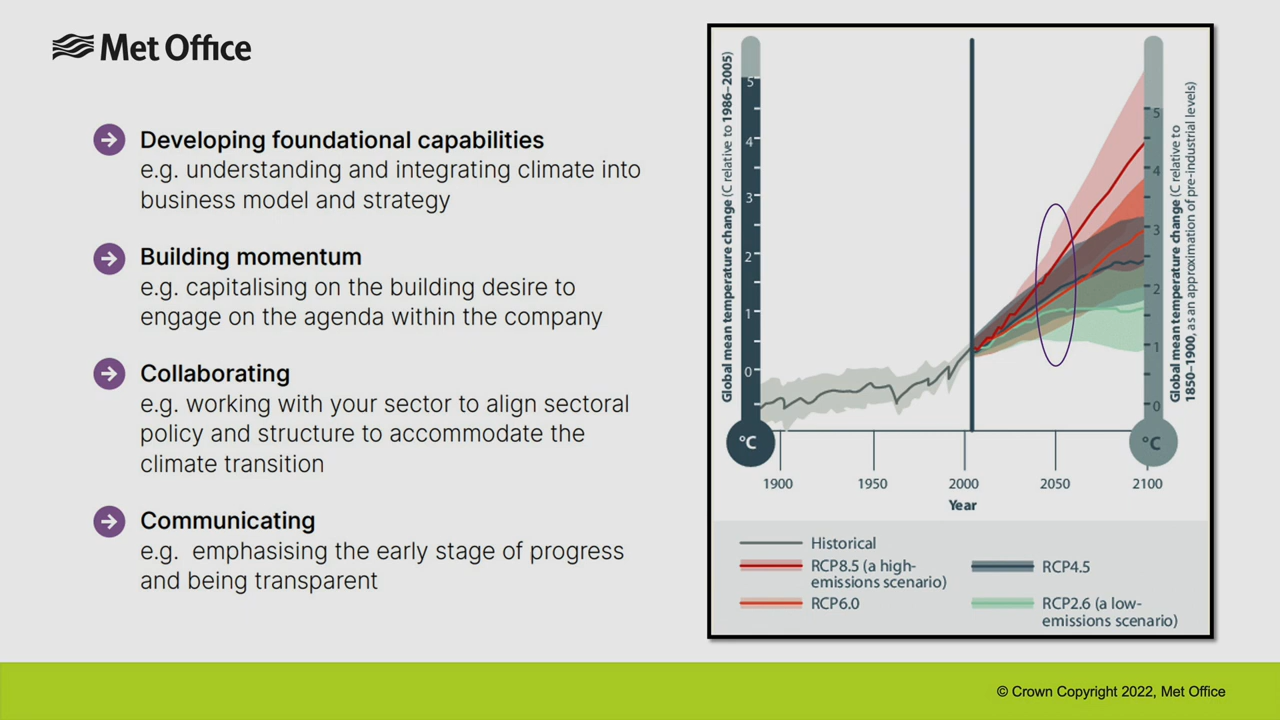 Met Office
Developing foundational capabilities
e.g. understanding and integrating climate into
business model and strategy
Building momentum
e.g. capitalising on the building desire to
engage on the agenda within the company
Collaborating
e.g. working with your sector to align sectoral
policy and structure to accommodate the
climate transition
Communicating
e.g.  emphasising the early stage of progress
and being transparent
Global mean temperature change (C relative to 1986–2005)
5
4
3
2
1
0
°C
Global mean temperature change (C relative to
1850–1900, as an approximation of pre-industrial levels)
5
4
3
2
1
0
°C
1900
1950
2000
2050
2100
Year
Historical
RCP8.5 (a high-
emissions scenario)
RCP6.0
RCP4.5
RCP2.6 (a low-
emissions scenario)
© Crown Copyright 2022, Met Office